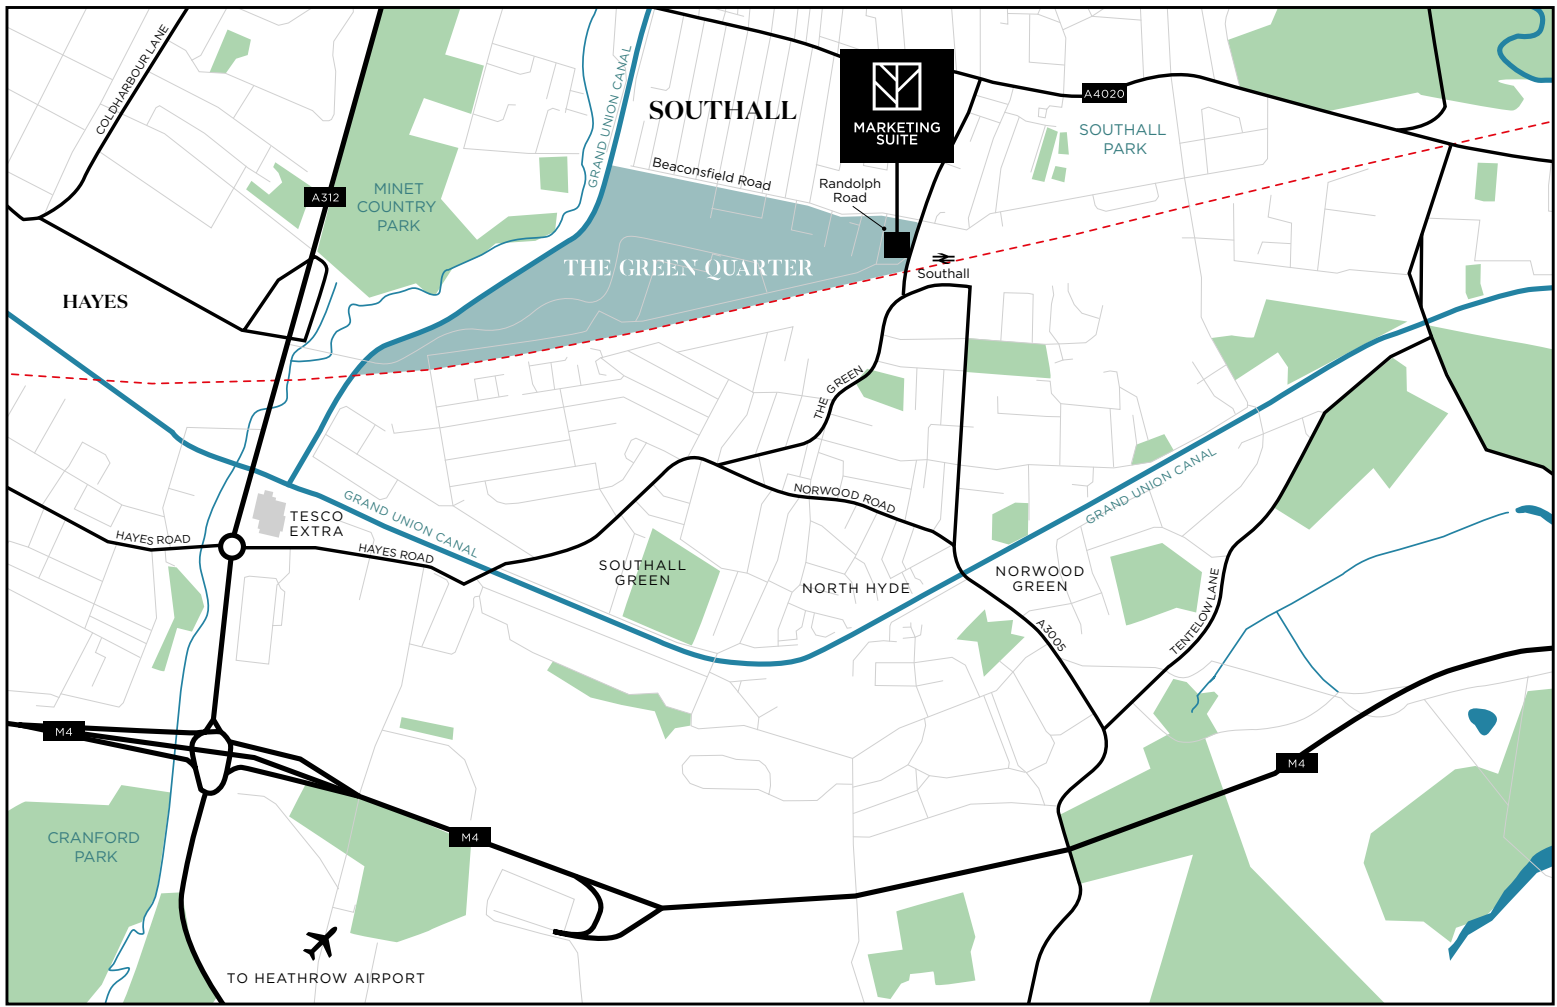 COLDHARBOUR LANE
GRAND UNION CANAL
SOUTHALL
MARKETING
SUITE
A4020
SOUTHALL
PARK
Beaconsfield Road
Randolph
Road
A312
MINET
COUNTRY
PARK
THE GREEN QUARTER
Southall
HAYES
THE GREEN
GRAND UNION CANAL
NORWOOD ROAD
GRAND UNION CANAL
TESCO
EXTRA
HAYES ROAD
HAYES ROAD
SOUTHALL
GREEN
NORTH HYDE
NORWOOD
GREEN
A3005
TENTELOW LANE
M4
M4
M4
CRANFORD
PARK
TO HEATHROW AIRPORT